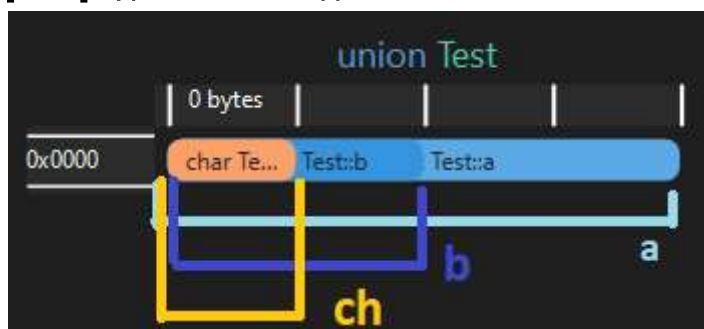 union Test
0 bytes
0x0000 char Te... Test::b Test::a
a
b
ch